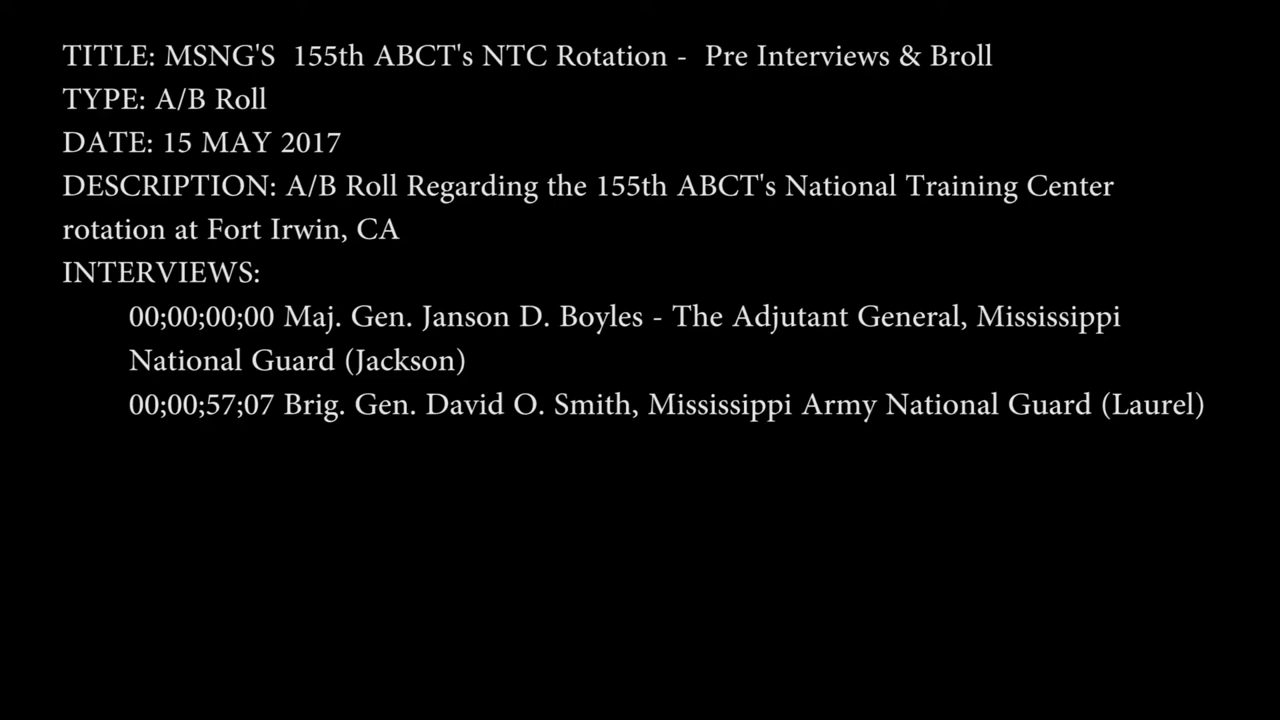 TITLE: MSNG'S  155th ABCT's NTC Rotation -  Pre Interviews & Broll
TYPE: A/B Roll
DATE: 15 MAY 2017
DESCRIPTION: A/B Roll Regarding the 155th ABCT's National Training Center
rotation at Fort Irwin, CA
INTERVIEWS:
00;00;00;00 Maj. Gen. Janson D. Boyles - The Adjutant General, Mississippi
National Guard (Jackson)
00;00;57;07 Brig. Gen. David O. Smith, Mississippi Army National Guard (Laurel)